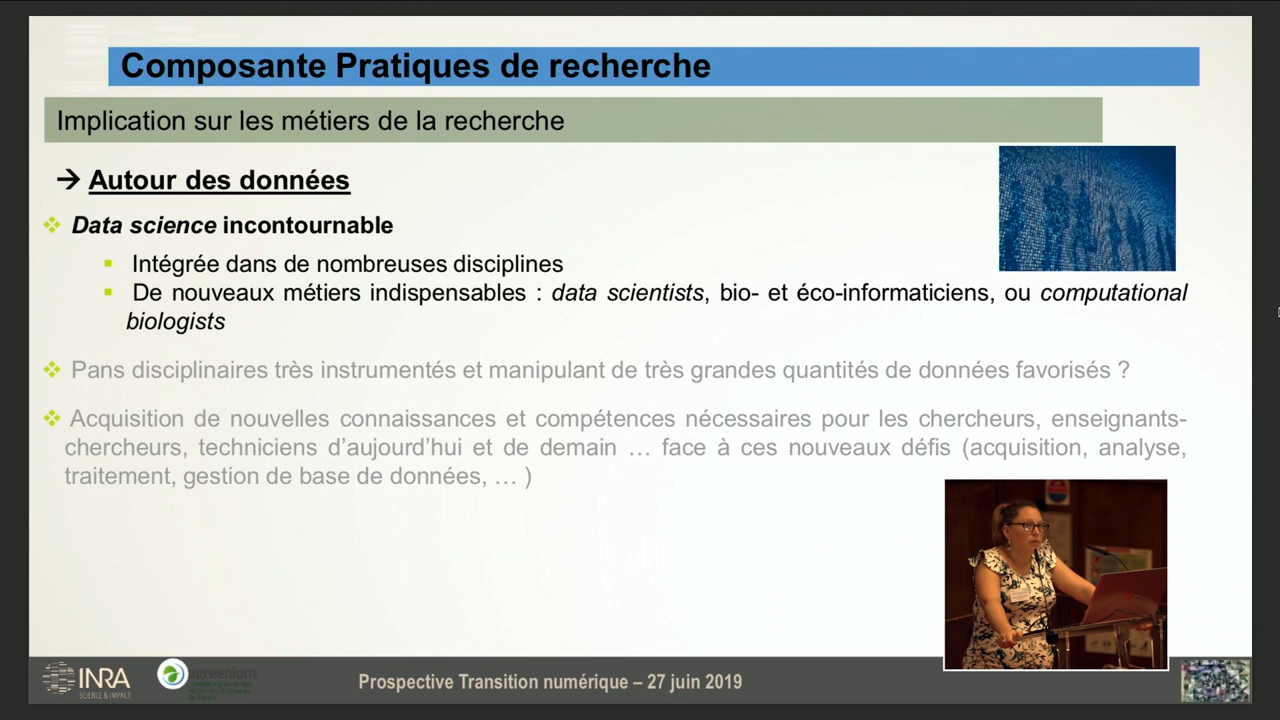 Composante Pratiques de recherche
Implication sur les métiers de la recherche
→ Autour des données
Data science incontournable
Intégrée dans de nombreuses disciplines
De nouveaux métiers indispensables : data scientists, bio- et éco-informaticiens, ou computational
biologists
Pans disciplinaires très instrumentés et manipulant de très grandes quantités de données favorisés ?
Acquisition de nouvelles connaissances et compétences nécessaires pour les chercheurs, enseignants-
chercheurs, techniciens d’aujourd’hui et de demain … face à ces nouveaux défis (acquisition, analyse,
traitement, gestion de base de données, … )
INRA
SCIENCE & IMPACT
agreenium
Prospective Transition numérique – 27 juin 2019